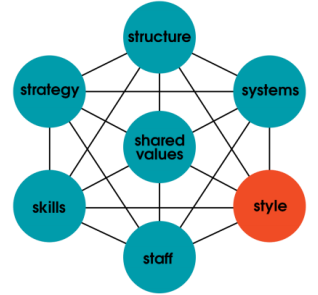 structure
strategy
systems
shared
values
skills
style
staff